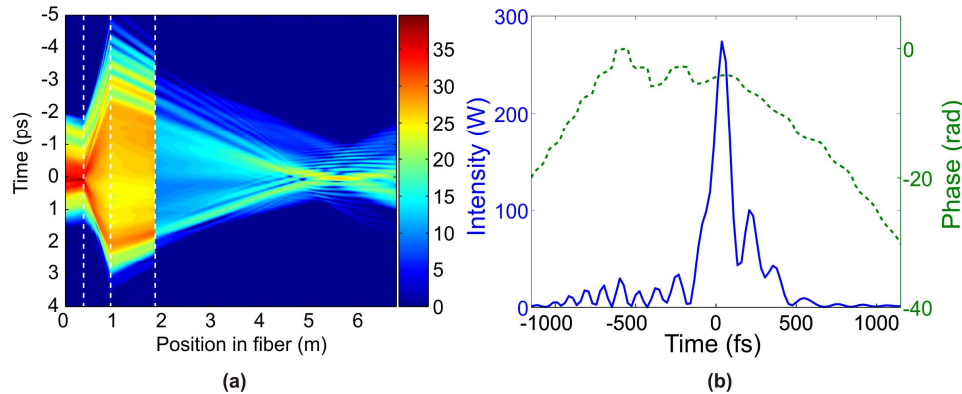 -5
-4
-3
-2
-1
0
1
2
3
4
Time (ps)
0 1 2 3 4 5 6
Position in fiber (m)
35
30
25
20
15
10
5
0
(a)
300
200
100
0
Intensity (W)
-1000 -500 0 500 1000
Time (fs)
0
-20
-40
Phase (rad)
(b)